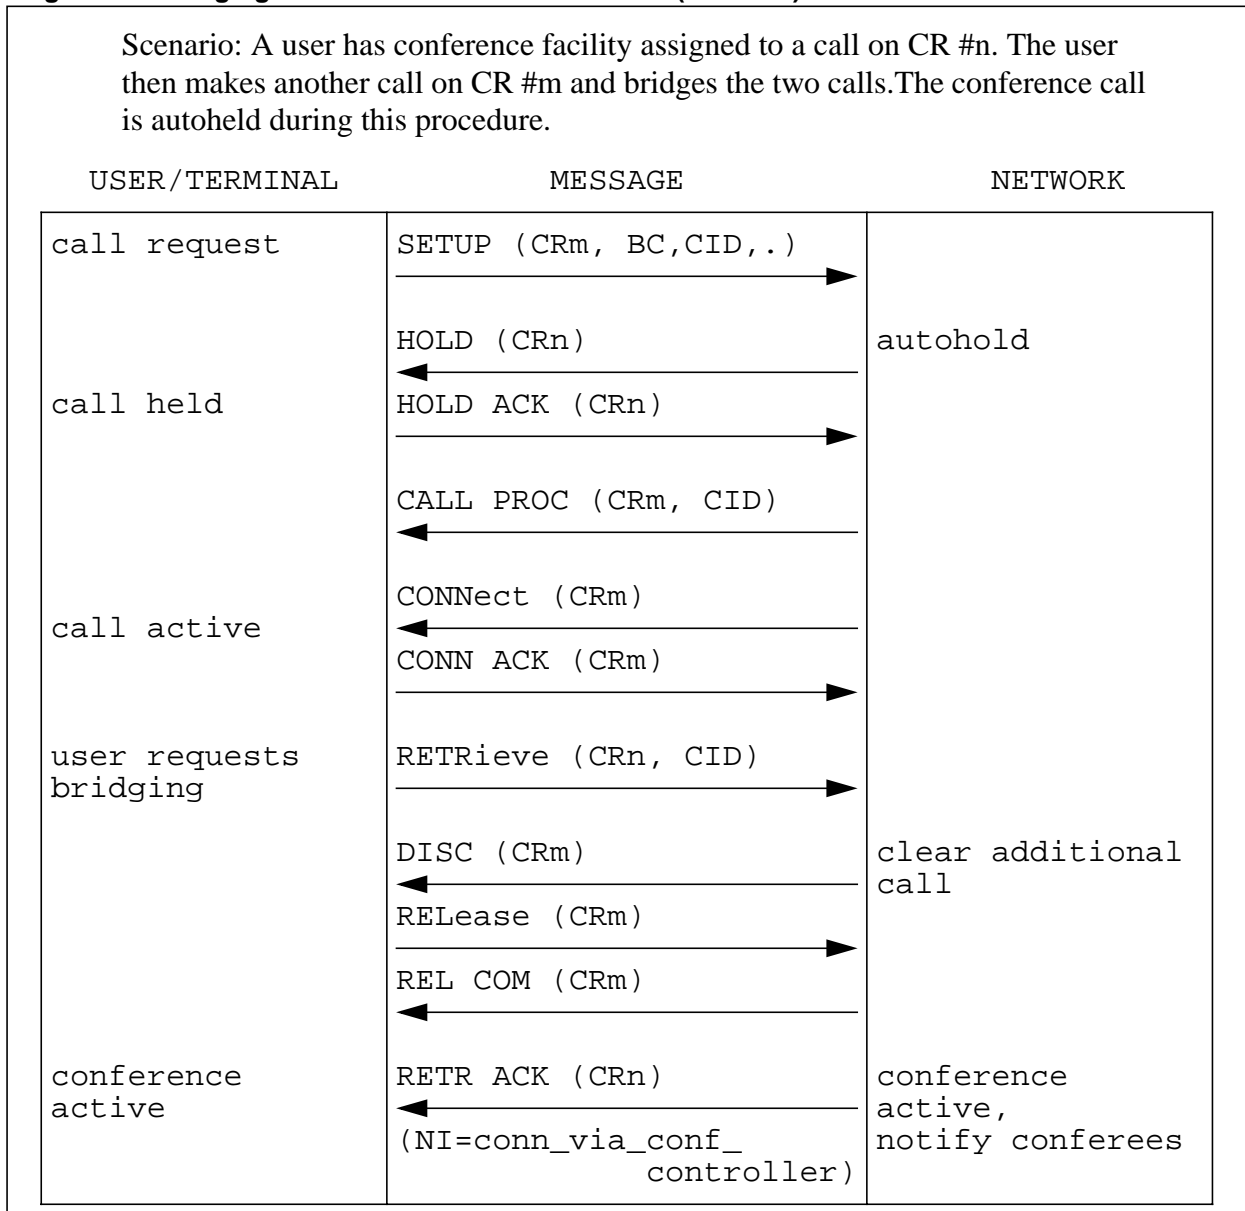 Scenario: A user has conference facility assigned to a call on CR #n. The user
then makes another call on CR #m and bridges the two calls.The conference call
is autoheld during this procedure.
USER/TERMINAL MESSAGE NETWORK
call request SETUP (CRm, BC,CID,.)
HOLD (CRn) autohold
call held HOLD ACK (CRn)
CALL PROC (CRm, CID)
CONNect (CRm)
call active
CONN ACK (CRm)
user requests RETRieve (CRn, CID)
bridging
DISC (CRm) clear additional
call
RELease (CRm)
REL COM (CRm)
conference RETR ACK (CRn) conference
active active,
(NI=conn_via_conf_ notify conferees
controller)